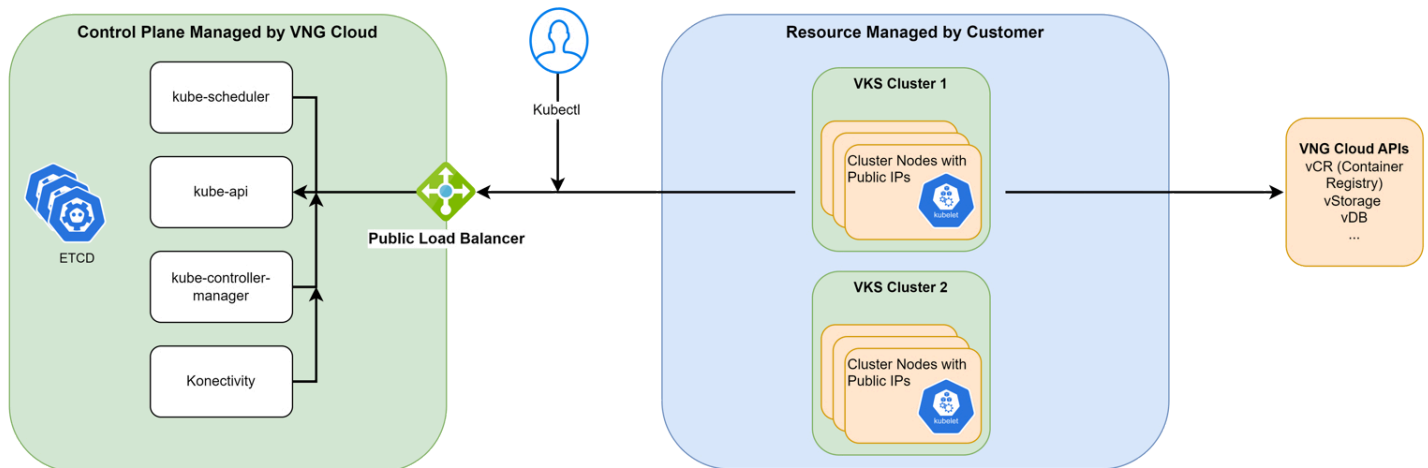 Control Plane Managed by VNG Cloud
kube-scheduler
kube-api
ETCD
kube-controller-
manager
Konectivity
Public Load Balancer
Kubectl
Resource Managed by Customer
VKS Cluster 1
Cluster Nodes with
Public IPs
kubelet
VKS Cluster 2
Cluster Nodes with
Public IPs
kubelet
VNG Cloud APIs
vCR (Container
Registry)
vStorage
vDB
...